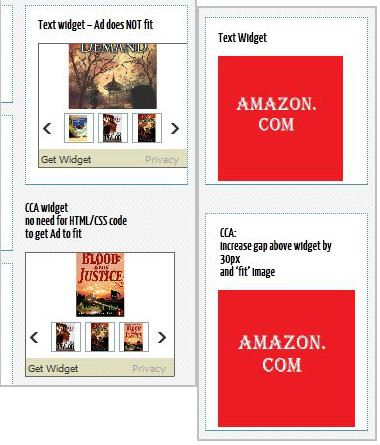 Text widget – Ad does NOT fit
DEMAND
Get Widget Privacy
CCA widget
no need for HTML/CSS code
to get Ad to fit
BLOOD
AND
JUSTICE
Get Widget Privacy
Text Widget
AMAZON.
COM
CCA:
Increase gap above widget by
30px
and ‘fit’ image
AMAZON.
COM